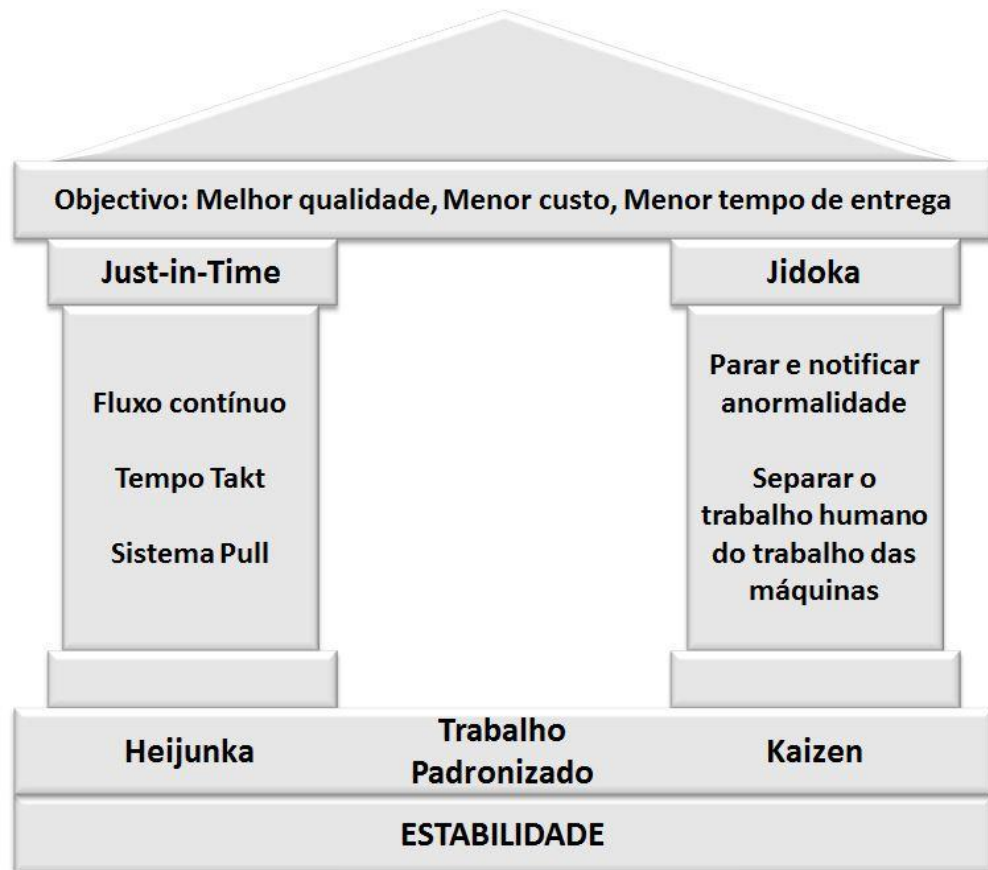 Objectivo: Melhor qualidade, Menor custo, Menor tempo de entrega
Just-in-Time
Fluxo contínuo
Tempo Takt
Sistema Pull
Jidoka
Parar e notificar
anormalidade
Separar o
trabalho humano
do trabalho das
máquinas
Heijunka
Trabalho
Padronizado
Kaizen
ESTABILIDADE